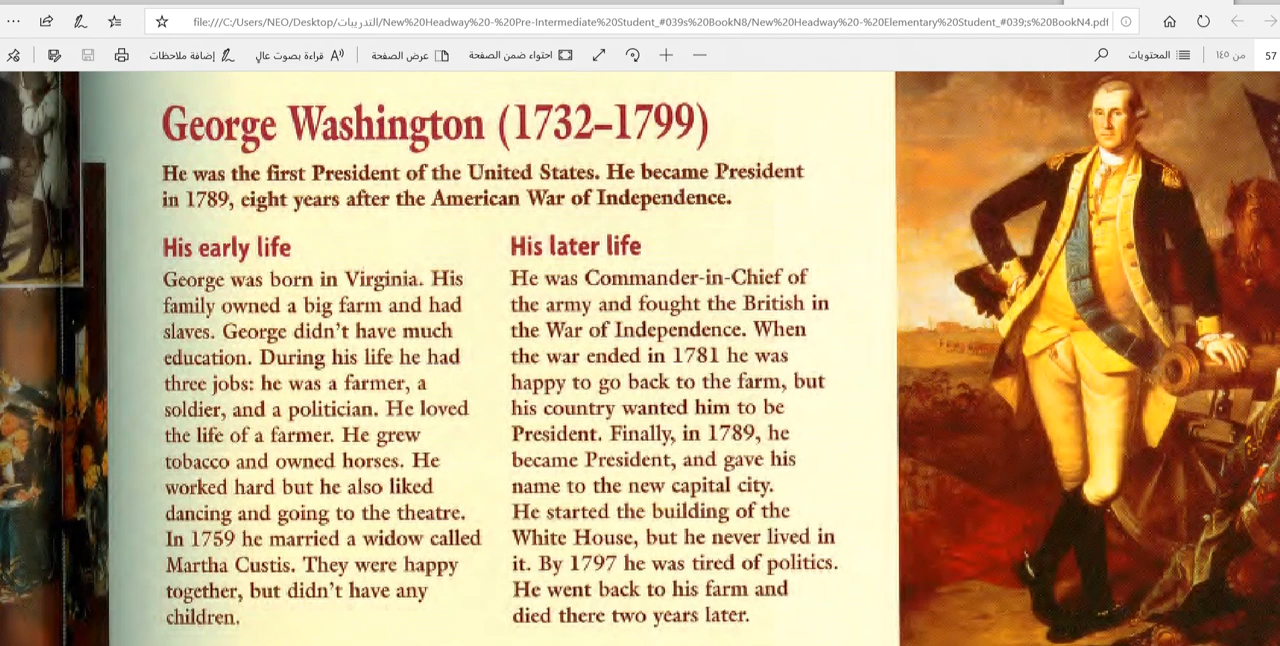 file:///C:/Users/NEO/Desktop/التدريبات/New%20Headway%20-%20Pre-Intermediate%20Student_#039s%20BookN8/New%20Headway%20-%20Elementary%20Student_#039;s%20BookN4.pdf
57 من ١٤٥
المحتويات
احتواء ضمن الصفحة
عرض الصفحة
قراءة بصوت عالٍ
إضافة ملاحظات
George Washington (1732–1799)
He was the first President of the United States. He became President
in 1789, eight years after the American War of Independence.
His early life
George was born in Virginia. His
family owned a big farm and had
slaves. George didn't have much
education. During his life he had
three jobs: he was a farmer, a
soldier, and a politician. He loved
the life of a farmer. He grew
tobacco and owned horses. He
worked hard but he also liked
dancing and going to the theatre.
In 1759 he married a widow called
Martha Custis. They were happy
together, but didn't have any
children.
His later life
He was Commander-in-Chief of
the army and fought the British in
the War of Independence. When
the war ended in 1781 he was
happy to go back to the farm, but
his country wanted him to be
President. Finally, in 1789, he
became President, and gave his
name to the new capital city.
He started the building of the
White House, but he never lived in
it. By 1797 he was tired of politics.
He went back to his farm and
died there two years later.